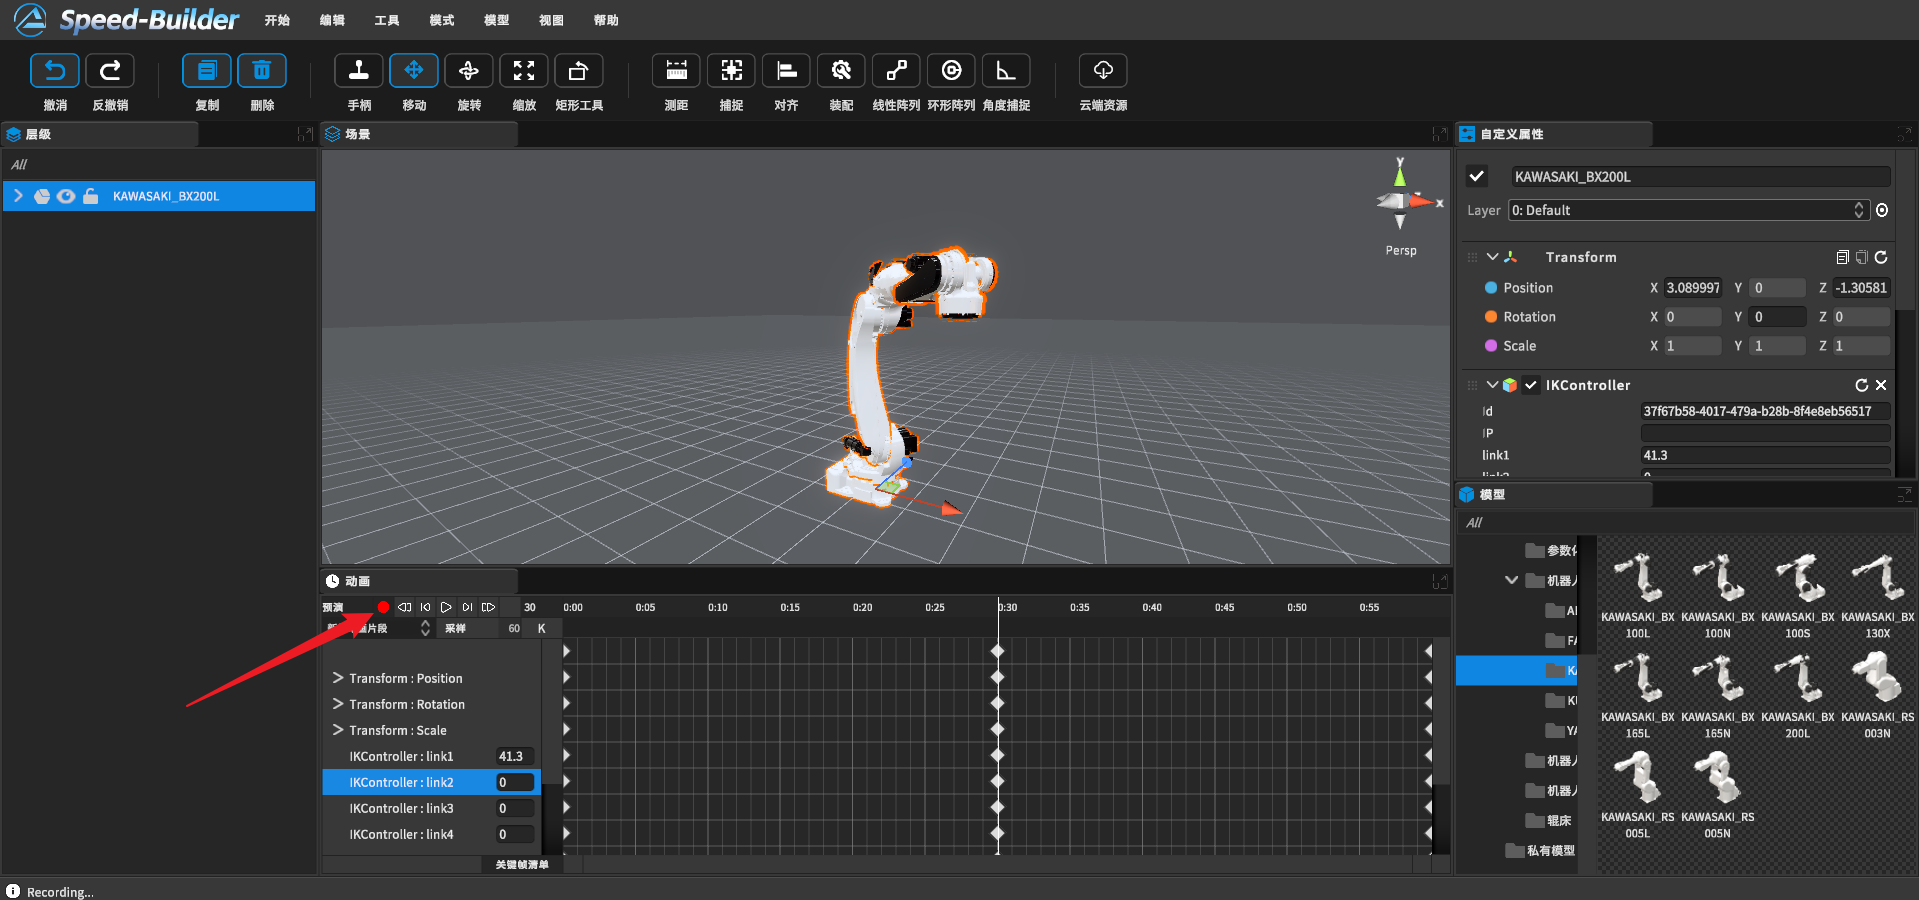 Speed-Builder 开始 编辑 工具 模式 模型 视图 帮助
撤消 反撤销 复制 删除 手柄 移动 旋转 缩放 矩形工具 测距 捕捉 对齐 装配 线性阵列 环形阵列 角度捕捉 云端资源
层级
All
KAWASAKI_BX200L
场景
y
x
Persp
自定义属性
KAWASAKI_BX200L
Layer 0: Default
Transform
Position X 3.089997 Y 0 Z -1.30581
Rotation X 0 Y 0 Z 0
Scale X 1 Y 1 Z 1
IKController
Id 37f67b58-4017-479a-b28b-8f4e8eb56517
IP
link1 41.3
动画
预演 30 0:00 0:05 0:10 0:15 0:20 0:25 0:30 0:35 0:40 0:45 0:50 0:55
片段 采样 60 K
Transform : Position
Transform : Rotation
Transform : Scale
IKController : link1 41.3
IKController : link2 0
IKController : link3 0
IKController : link4 0
关键帧清单
模型
All
参数化
机器人
KAWASAKI_BX
100L
KAWASAKI_BX
100N
KAWASAKI_BX
100S
KAWASAKI_BX
130X
KAWASAKI_BX
165L
KAWASAKI_BX
165N
KAWASAKI_BX
200L
KAWASAKI_RS
003N
KAWASAKI_RS
005L
KAWASAKI_RS
005N
机器人
机器人
辊床
私有模型
Recording...